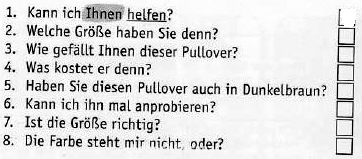 1. Kann ich Ihnen helfen?
2. Welche Größe haben Sie denn?
3. Wie gefällt Ihnen dieser Pullover?
4. Was kostet er denn?
5. Haben Sie diesen Pullover auch in Dunkelbraun?
6. Kann ich ihn mal anprobieren?
7. Ist die Größe richtig?
8. Die Farbe steht mir nicht, oder?